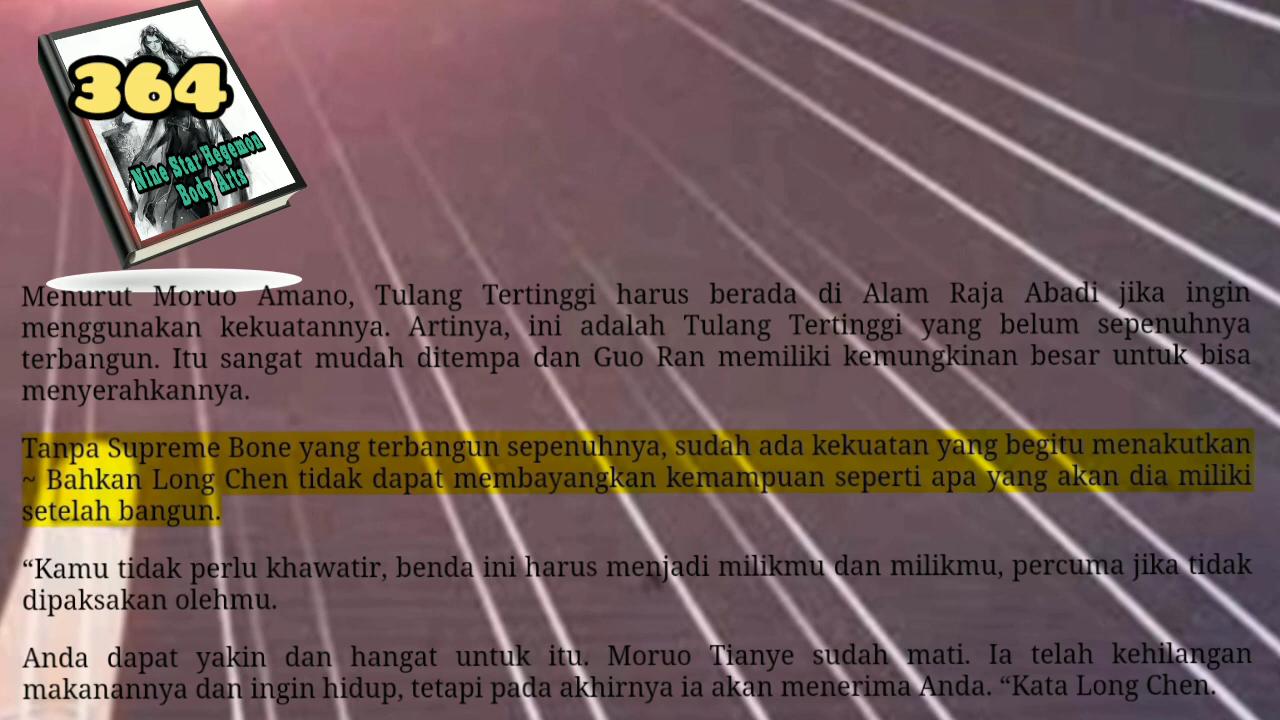 364
Nine Star Hegemon
Body Arts
Menurut Moruo Amano, Tulang Tertinggi harus berada di Alam Raja Abadi jika ingin
menggunakan kekuatannya. Artinya, ini adalah Tulang Tertinggi yang belum sepenuhnya
terbangun. Itu sangat mudah ditempa dan Guo Ran memiliki kemungkinan besar untuk bisa
menyerahkannya.
Tanpa Supreme Bone yang terbangun sepenuhnya, sudah ada kekuatan yang begitu menakutkan
~ Bahkan Long Chen tidak dapat membayangkan kemampuan seperti apa yang akan dia miliki
setelah bangun.
“Kamu tidak perlu khawatir, benda ini harus menjadi milikmu dan milikmu, percuma jika tidak
dipaksakan olehmu.
Anda dapat yakin dan hangat untuk itu. Moruo Tianye sudah mati. Ia telah kehilangan
makanannya dan ingin hidup, tetapi pada akhirnya ia akan menerima Anda. “Kata Long Chen.